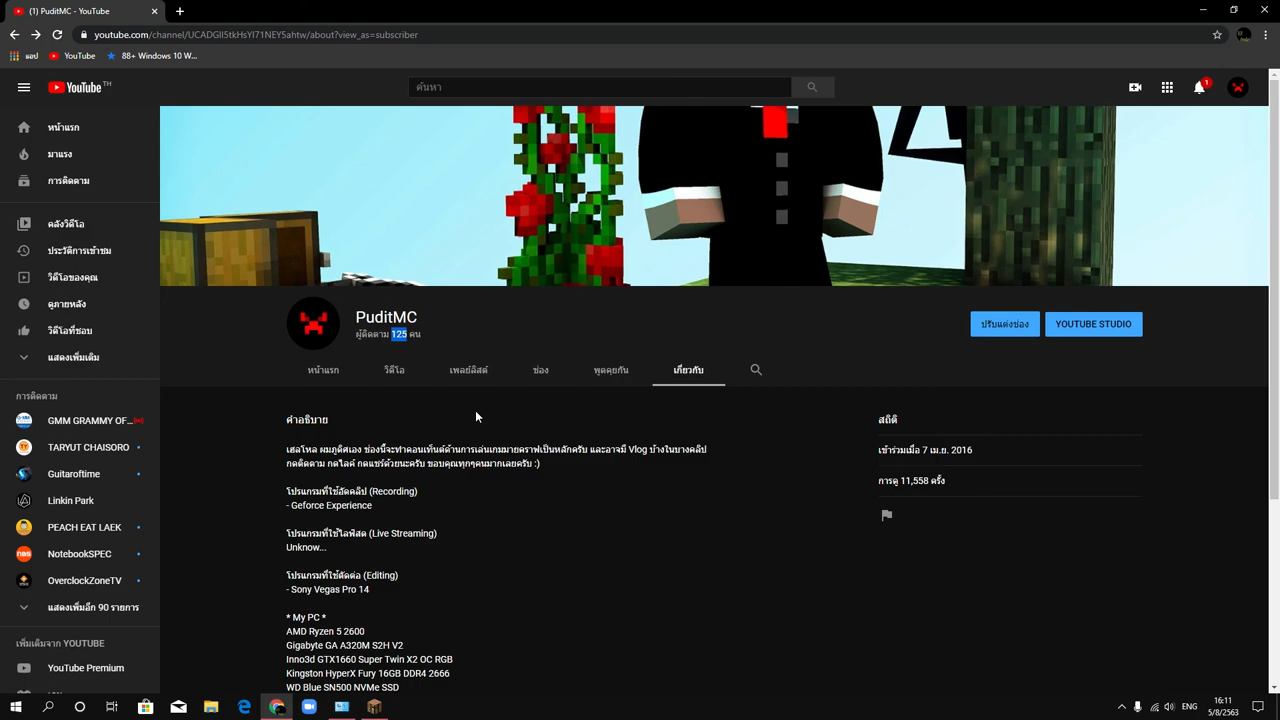 (1) PuditMC - YouTube
youtube.com/channel/UCADGlI5tkHsYI71NEY5ahtw/about?view_as=subscriber
แอป YouTube 88+ Windows 10 W...
YouTube TH
ค้นหา
1
หน้าแรก
มาแรง
การติดตาม
คลังวิดีโอ
ประวัติการเข้าชม
วิดีโอของคุณ
ดูภายหลัง
วิดีโอที่ชอบ
แสดงเพิ่มเติม
การติดตาม
GMM GRAMMY OF...
TARYUT CHAISORO
Guitaroftime
Linkin Park
PEACH EAT LAEK
NotebookSPEC
OverclockZoneTV
แสดงเพิ่มอีก 90 รายการ
เพิ่มเติมจาก YOUTUBE
YouTube Premium
PuditMC
ผู้ติดตาม 125 คน
ปรับแต่งช่อง
YOUTUBE STUDIO
หน้าแรก วิดีโอ เพลย์ลิสต์ ช่อง พูดคุยกัน เกี่ยวกับ
คำอธิบาย
เฮลโหล ผมภูดิศเอง ช่องนี้จะทำคอนเท็นต์ด้านการเล่นเกมมายคราฟเป็นหลักครับ และอาจมี Vlog บ้างในบางคลิป
กดติดตาม กดไลค์ กดแชร์ด้วยนะครับ ขอบคุณทุกๆคนมากเลยครับ :)
โปรแกรมที่ใช้อัดคลิป (Recording)
- Geforce Experience
โปรแกรมที่ใช้ไลฟ์สด (Live Streaming)
Unknow...
โปรแกรมที่ใช้ตัดต่อ (Editing)
- Sony Vegas Pro 14
* My PC *
AMD Ryzen 5 2600
Gigabyte GA A320M S2H V2
Inno3d GTX1660 Super Twin X2 OC RGB
Kingston HyperX Fury 16GB DDR4 2666
WD Blue SN500 NVMe SSD
สถิติ
เข้าร่วมเมื่อ 7 เม.ย. 2016
การดู 11,558 ครั้ง
ENG
16:11
5/8/2563